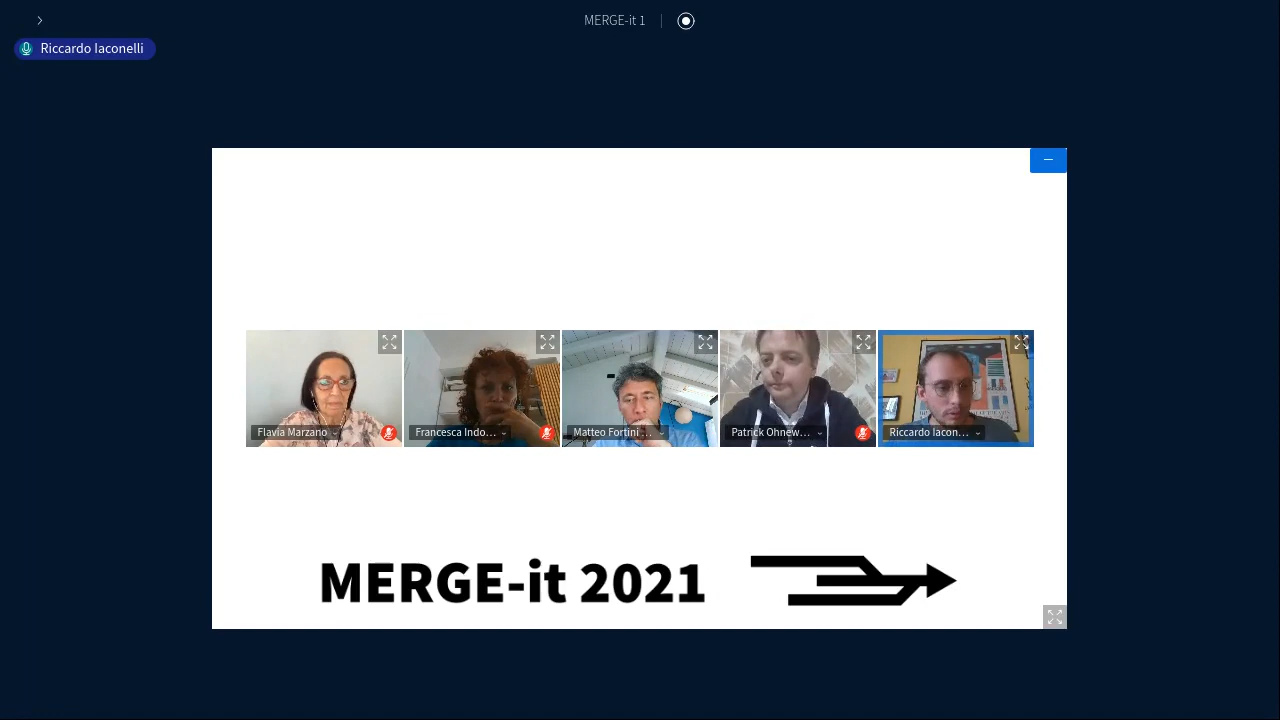 MERGE-it 1
Riccardo Iaconelli
Flavia Marzano
Francesca Indo...
Matteo Fortini ...
Patrick Ohnew...
Riccardo Iacon...
MERGE-it 2021